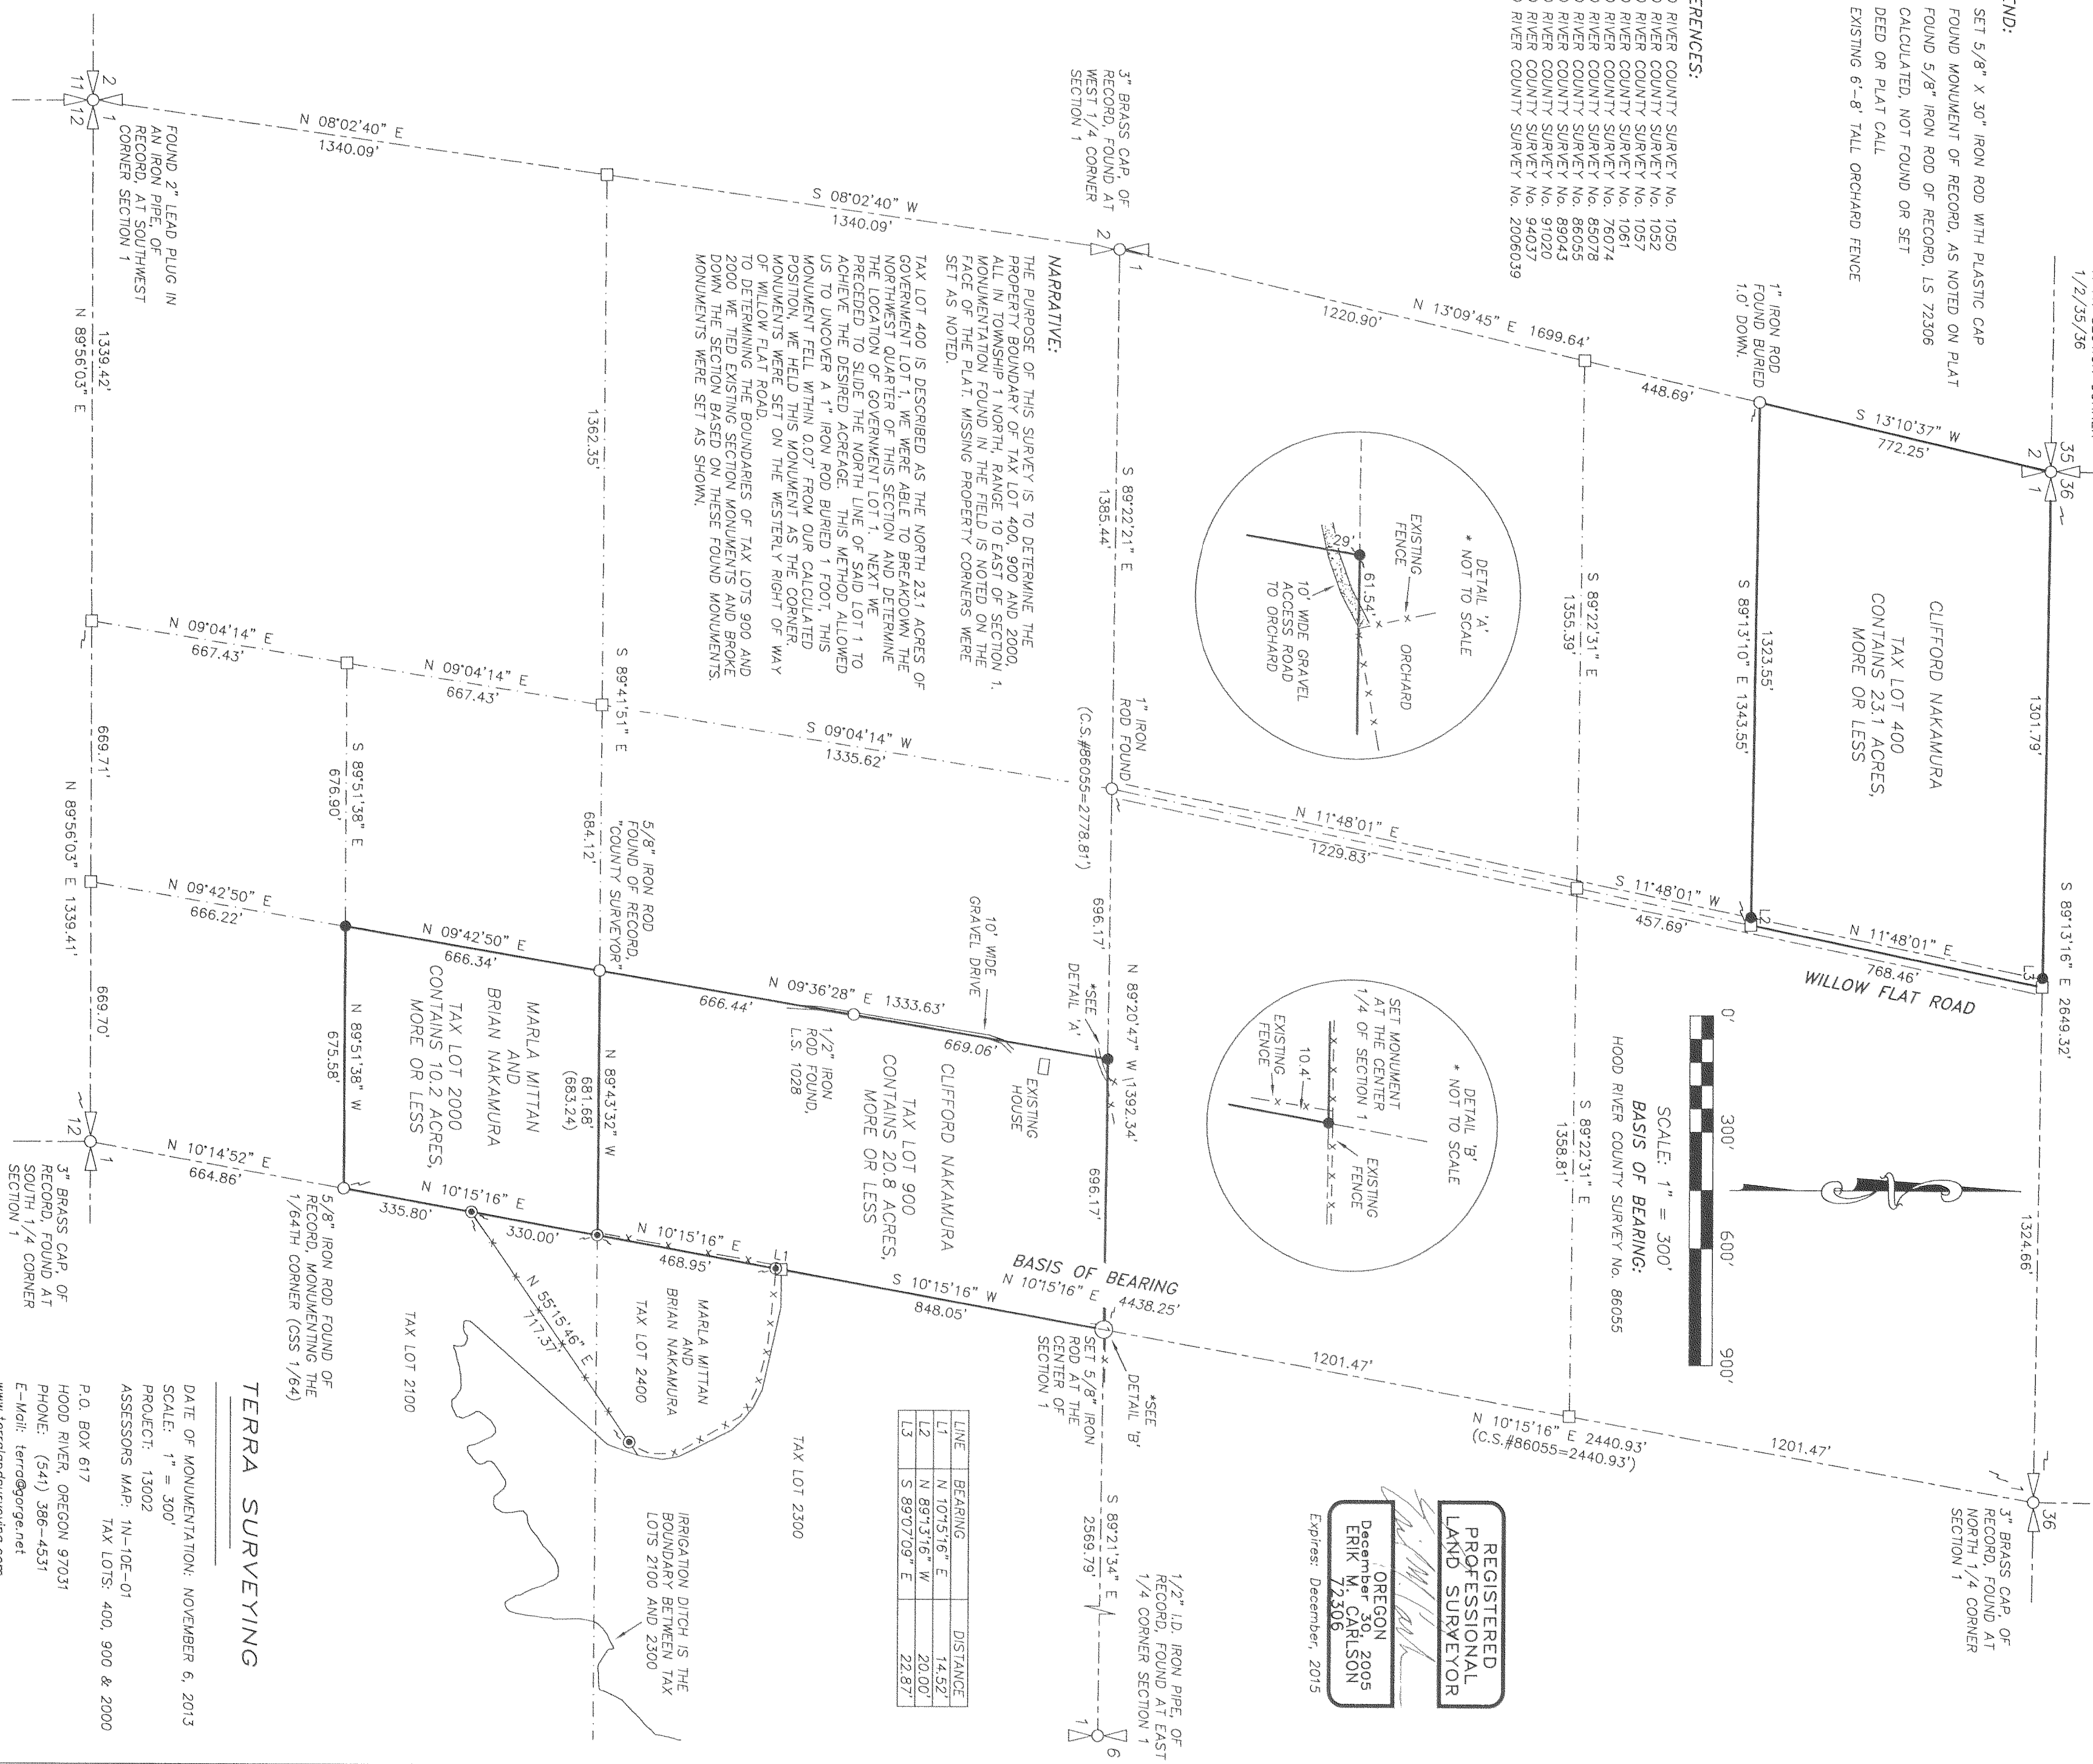 1/2/35/36
END:
SET 5/8" X 30" IRON ROD WITH PLASTIC CAP
FOUND MONUMENT OF RECORD, AS NOTED ON PLAT
FOUND 5/8" IRON ROD OF RECORD, LS 72306
CALCULATED, NOT FOUND OR SET
DEED OR PLAT CALL
EXISTING 6'-8' TALL ORCHARD FENCE
ERENCES:
RIVER COUNTY SURVEY No. 1050
RIVER COUNTY SURVEY No. 1052
RIVER COUNTY SURVEY No. 1057
RIVER COUNTY SURVEY No. 1061
RIVER COUNTY SURVEY No. 76074
RIVER COUNTY SURVEY No. 85078
RIVER COUNTY SURVEY No. 86055
RIVER COUNTY SURVEY No. 89043
RIVER COUNTY SURVEY No. 91020
RIVER COUNTY SURVEY No. 94037
RIVER COUNTY SURVEY No. 2006039
35
36
2
1
S 13°10'37" W
772.25'
1301.79'
S 89°13'16" E 2649.32'
1324.66'
36
1
3" BRASS CAP, OF
RECORD, FOUND AT
NORTH 1/4 CORNER
SECTION 1
CLIFFORD NAKAMURA
TAX LOT 400
CONTAINS 23.1 ACRES,
MORE OR LESS
1" IRON ROD
FOUND BURIED
1.0' DOWN.
1323.55'
S 89°13'10" E 1343.55'
L2
L3
N 11°48'01" E
768.46'
WILLOW FLAT ROAD
0'
300'
600'
900'
SCALE: 1" = 300'
BASIS OF BEARING:
HOOD RIVER COUNTY SURVEY No. 86055
N 13°09'45" E 1699.64'
448.69'
1220.90'
S 89°22'31" E
1355.39'
S 11°48'01" W
457.69'
S 89°22'31" E
1358.81'
1201.47'
N 10°15'16" E 2440.93'
(C.S.#86055=2440.93')
1201.47'
DETAIL 'A'
* NOT TO SCALE
EXISTING
FENCE
ORCHARD
61.54'
29'
10' WIDE GRAVEL
ACCESS ROAD
TO ORCHARD
N 11°48'01" E
1229.83'
DETAIL 'B'
* NOT TO SCALE
SET MONUMENT
AT THE CENTER
1/4 OF SECTION 1
EXISTING
FENCE
10.4'
EXISTING
FENCE
REGISTERED
PROFESSIONAL
LAND SURVEYOR
OREGON
December 30, 2005
ERIK M. CARLSON
72306
Expires: December, 2015
3" BRASS CAP, OF
RECORD, FOUND AT
WEST 1/4 CORNER
SECTION 1
2
1
S 89°22'21" E
1385.44'
1" IRON
ROD FOUND
(C.S.#86055=2778.81')
696.17'
N 89°20'47" W (1392.34'
696.17'
*SEE
DETAIL 'A'
BASIS OF BEARING
N 10°15'16" E
4438.25'
1
*SEE
DETAIL 'B'
SET 5/8" IRON
ROD AT THE
CENTER OF
SECTION 1
S 89°21'34" E
2569.79'
1/2" I.D. IRON PIPE, OF
RECORD, FOUND AT EAST
1/4 CORNER SECTION 1
6
1
NARRATIVE:
THE PURPOSE OF THIS SURVEY IS TO DETERMINE THE
PROPERTY BOUNDARY OF TAX LOT 400, 900 AND 2000,
ALL IN TOWNSHIP 1 NORTH, RANGE 10 EAST OF SECTION 1.
MONUMENTATION FOUND IN THE FIELD IS NOTED ON THE
FACE OF THE PLAT. MISSING PROPERTY CORNERS WERE
SET AS NOTED.
TAX LOT 400 IS DESCRIBED AS THE NORTH 23.1 ACRES OF
GOVERNMENT LOT 1, WE WERE ABLE TO BREAKDOWN THE
NORTHWEST QUARTER OF THIS SECTION AND DETERMINE
THE LOCATION OF GOVERNMENT LOT 1. NEXT WE
PRECEDED TO SLIDE THE NORTH LINE OF SAID LOT 1 TO
ACHIEVE THE DESIRED ACREAGE. THIS METHOD ALLOWED
US TO UNCOVER A 1" IRON ROD BURIED 1 FOOT, THIS
MONUMENT FELL WITHIN 0.07' FROM OUR CALCULATED
POSITION, WE HELD THIS MONUMENT AS THE CORNER.
MONUMENTS WERE SET ON THE WESTERLY RIGHT OF WAY
OF WILLOW FLAT ROAD.
TO DETERMINING THE BOUNDARIES OF TAX LOTS 900 AND
2000 WE TIED EXISTING SECTION MONUMENTS AND BROKE
DOWN THE SECTION BASED ON THESE FOUND MONUMENTS.
MONUMENTS WERE SET AS SHOWN.
LINE BEARING DISTANCE
L1 N 10°15'16" E 14.52'
L2 N 89°13'16" W 20.00'
L3 S 89°07'09" E 22.87'
S 08°02'40" W
1340.09'
S 09°04'14" W
1335.62'
10' WIDE
GRAVEL DRIVE
EXISTING
HOUSE
N 09°36'28" E 1333.63'
669.06'
666.44'
1/2" IRON
ROD FOUND,
L.S. 1028
CLIFFORD NAKAMURA
TAX LOT 900
CONTAINS 20.8 ACRES,
MORE OR LESS
S 10°15'16" W
848.05'
L1
N 10°15'16" E
468.95'
TAX LOT 2300
MARLA MITTAN
AND
BRIAN NAKAMURA
TAX LOT 2400
IRRIGATION DITCH IS THE
BOUNDARY BETWEEN TAX
LOTS 2100 AND 2300
1362.35'
S 89°41'51" E
684.12'
5/8" IRON ROD
FOUND OF RECORD,
"COUNTY SURVEYOR"
N 89°43'32" W
681.68'
(683.24)
N 08°02'40" E
1340.09'
N 09°04'14" E
667.43'
N 09°42'50" E
666.34'
MARLA MITTAN
AND
BRIAN NAKAMURA
TAX LOT 2000
CONTAINS 10.2 ACRES,
MORE OR LESS
330.00'
N 10°15'16" E
335.80'
N 55°15'46" E
717.37'
TAX LOT 2100
S 89°51'38" E
676.90'
N 89°51'38" W
675.58'
5/8" IRON ROD FOUND OF
RECORD, MONUMENTING THE
1/64TH CORNER (CSS 1/64)
N 09°04'14" E
667.43'
N 09°42'50" E
666.22'
N 10°14'52" E
664.86'
FOUND 2" LEAD PLUG IN
AN IRON PIPE, OF
RECORD, AT SOUTHWEST
CORNER SECTION 1
2
1
11
12
1339.42'
N 89°56'03" E
669.71'
N 89°56'03" E 1339.41'
669.70'
12
1
3" BRASS CAP, OF
RECORD, FOUND AT
SOUTH 1/4 CORNER
SECTION 1
TERRA SURVEYING
DATE OF MONUMENTATION: NOVEMBER 6, 2013
SCALE: 1" = 300'
PROJECT: 13002
ASSESSORS MAP: 1N-10E-01
TAX LOTS: 400, 900 & 2000
P.O. BOX 617
HOOD RIVER, OREGON 97031
PHONE: (541) 386-4531
E-Mail: terra@gorge.net